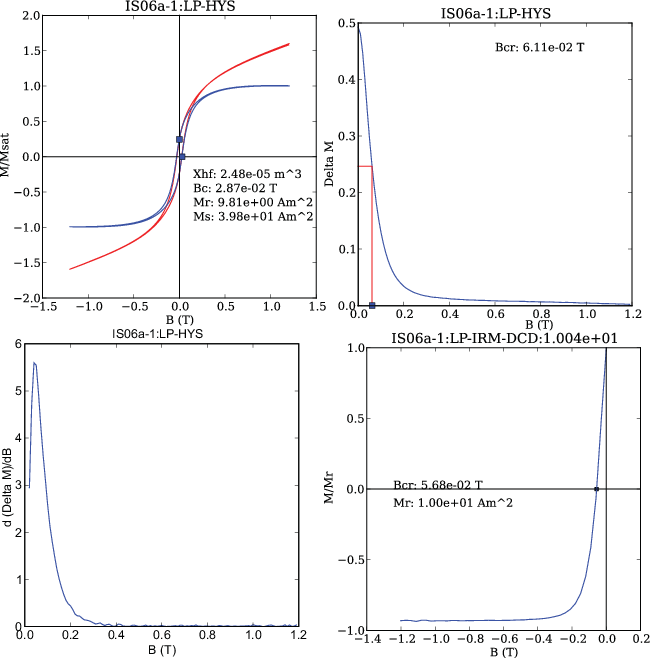 IS06a-1:LP-HYS
M/Msat
2.0
1.5
1.0
0.5
0.0
−0.5
−1.0
−1.5
−2.0
Xhf: 2.48e-05 m^3
Bc: 2.87e-02 T
Mr: 9.81e+00 Am^2
Ms: 3.98e+01 Am^2
−1.5 −1.0 −0.5 0.0 0.5 1.0 1.5
B (T)
IS06a-1:LP-HYS
Delta M
0.5
0.4
0.3
0.2
0.1
0.0
Bcr: 6.11e-02 T
0.0 0.2 0.4 0.6 0.8 1.0 1.2
B (T)
IS06a-1:LP-HYS
d (Delta M)/dB
6
5
4
3
2
1
0
0.0 0.2 0.4 0.6 0.8 1.0 1.2
B (T)
IS06a-1:LP-IRM-DCD:1.004e+01
M/Mr
1.0
0.5
0.0
−0.5
−1.0
Bcr: 5.68e-02 T
Mr: 1.00e+01 Am^2
−1.4 −1.2 −1.0 −0.8 −0.6 −0.4 −0.2 0.0 0.2
B (T)